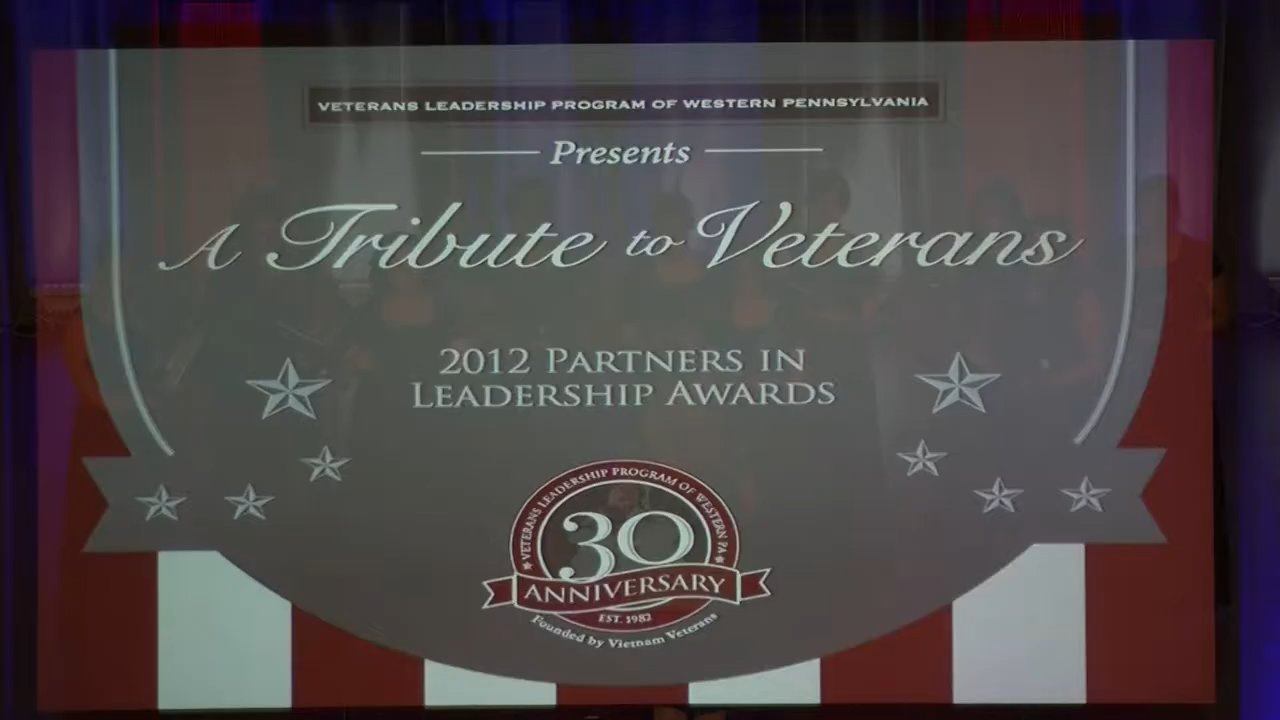 VETERANS LEADERSHIP PROGRAM OF WESTERN PENNSYLVANIA
Presents
A Tribute to Veterans
2012 PARTNERS IN
LEADERSHIP AWARDS
VETERANS LEADERSHIP PROGRAM OF WESTERN PA
30
ANNIVERSARY
EST. 1982
Founded by Vietnam Veterans